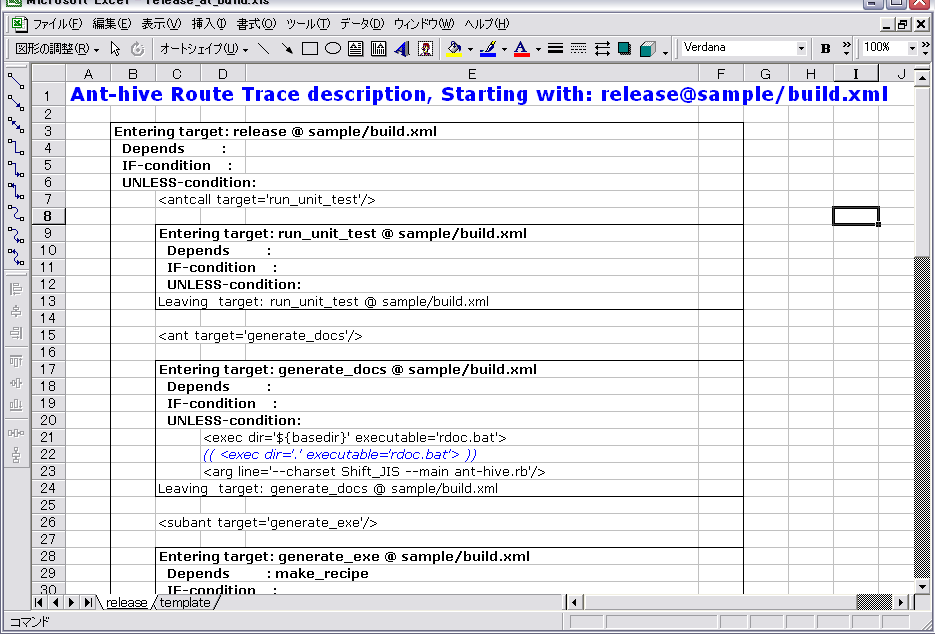 Microsoft Excel - release_at_build.xls
ファイル(F) 編集(E) 表示(V) 挿入(I) 書式(O) ツール(T) データ(D) ウィンドウ(W) ヘルプ(H)
図形の調整(R) オートシェイプ(U) Verdana B 100%
A B C D E F G H I J
1 Ant-hive Route Trace description, Starting with: release@sample/build.xml
2
3 Entering target: release @ sample/build.xml
4 Depends :
5 IF-condition :
6 UNLESS-condition:
7 <antcall target='run_unit_test'/>
8
9 Entering target: run_unit_test @ sample/build.xml
10 Depends :
11 IF-condition :
12 UNLESS-condition:
13 Leaving target: run_unit_test @ sample/build.xml
14
15 <ant target='generate_docs'/>
16
17 Entering target: generate_docs @ sample/build.xml
18 Depends :
19 IF-condition :
20 UNLESS-condition:
21 <exec dir='${basedir}' executable='rdoc.bat'>
22 (( <exec dir='.' executable='rdoc.bat'> ))
23 <arg line='--charset Shift_JIS --main ant-hive.rb'/>
24 Leaving target: generate_docs @ sample/build.xml
25
26 <subant target='generate_exe'/>
27
28 Entering target: generate_exe @ sample/build.xml
29 Depends : make_recipe
30 IF-condition :
release template
コマンド